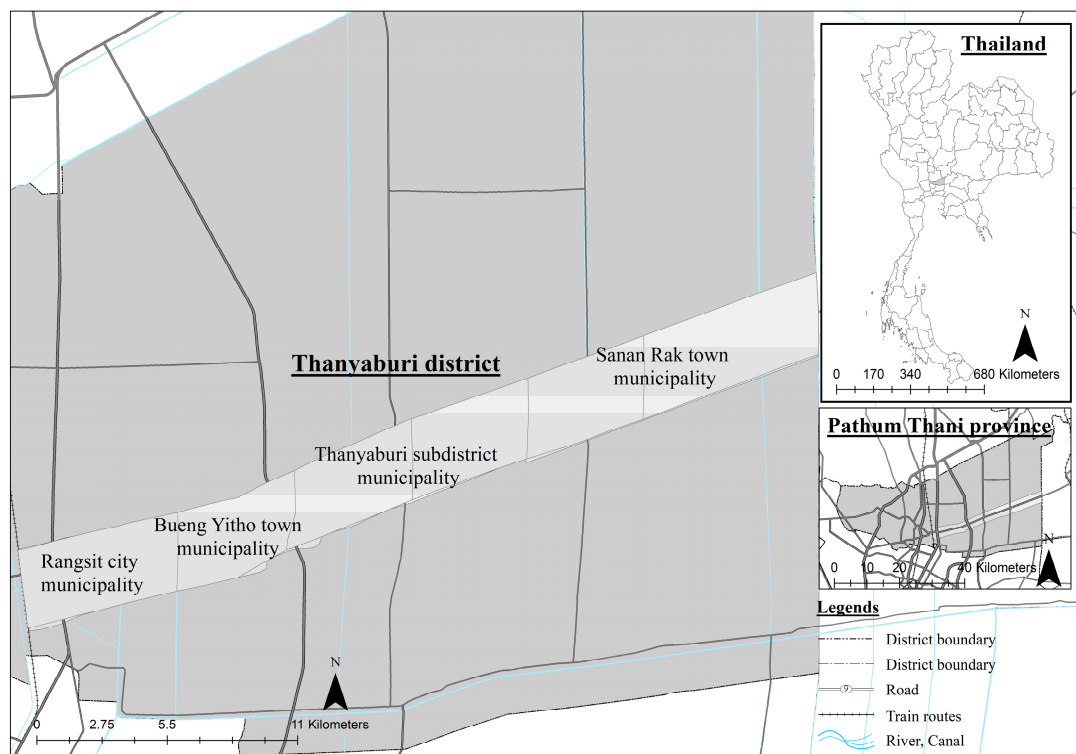 Thanyaburi district
Sanan Rak town
municipality
Thanyaburi subdistrict
municipality
Bueng Yitho town
municipality
Rangsit city
municipality
N
0 2.75 5.5 11 Kilometers
Thailand
N
0 170 340 680 Kilometers
Pathum Thani province
N
0 10 20 40 Kilometers
Legends
District boundary
District boundary
9 Road
Train routes
River, Canal